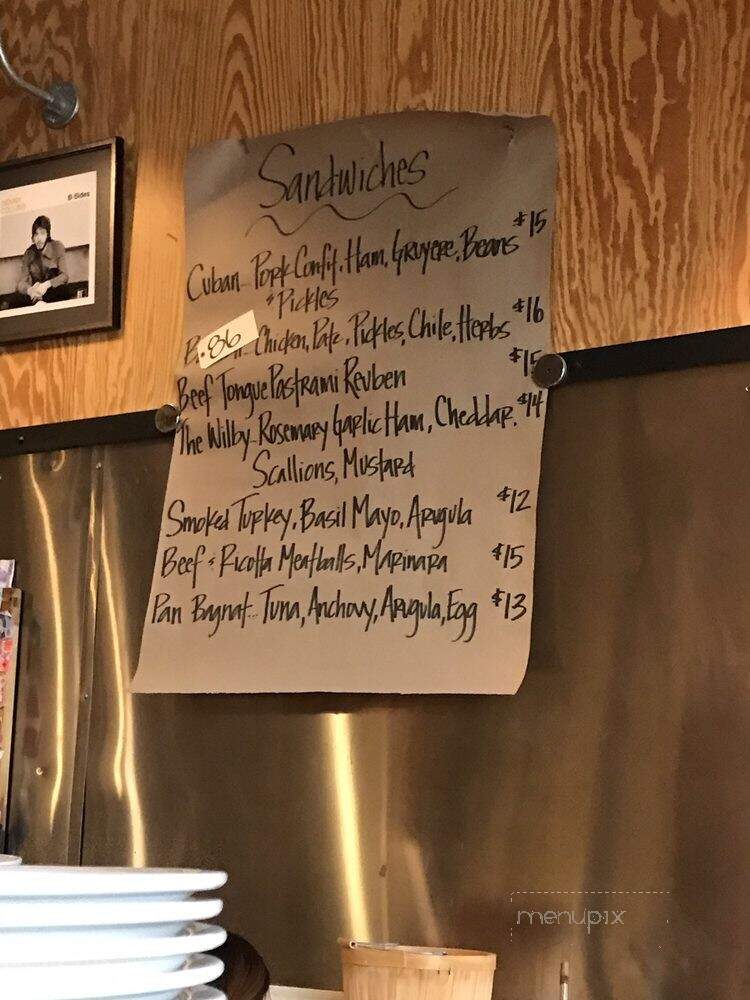 Sandwiches
Cuban... Pork Confit, Ham, Gruyere, Beans $15
& Pickles
.86 Chicken, Pate, Pickles, Chile, Herbs $16
Beef Tongue Pastrami Reuben $15
The Wilby.. Rosemary Garlic Ham, Cheddar, $14
Scallions, Mustard
Smoked Turkey, Basil Mayo, Arugula $12
Beef & Ricotta Meatballs, Marinara $15
Pan Bagnat... Tuna, Anchovy, Arugula, Egg $13
B-Sides
menupix